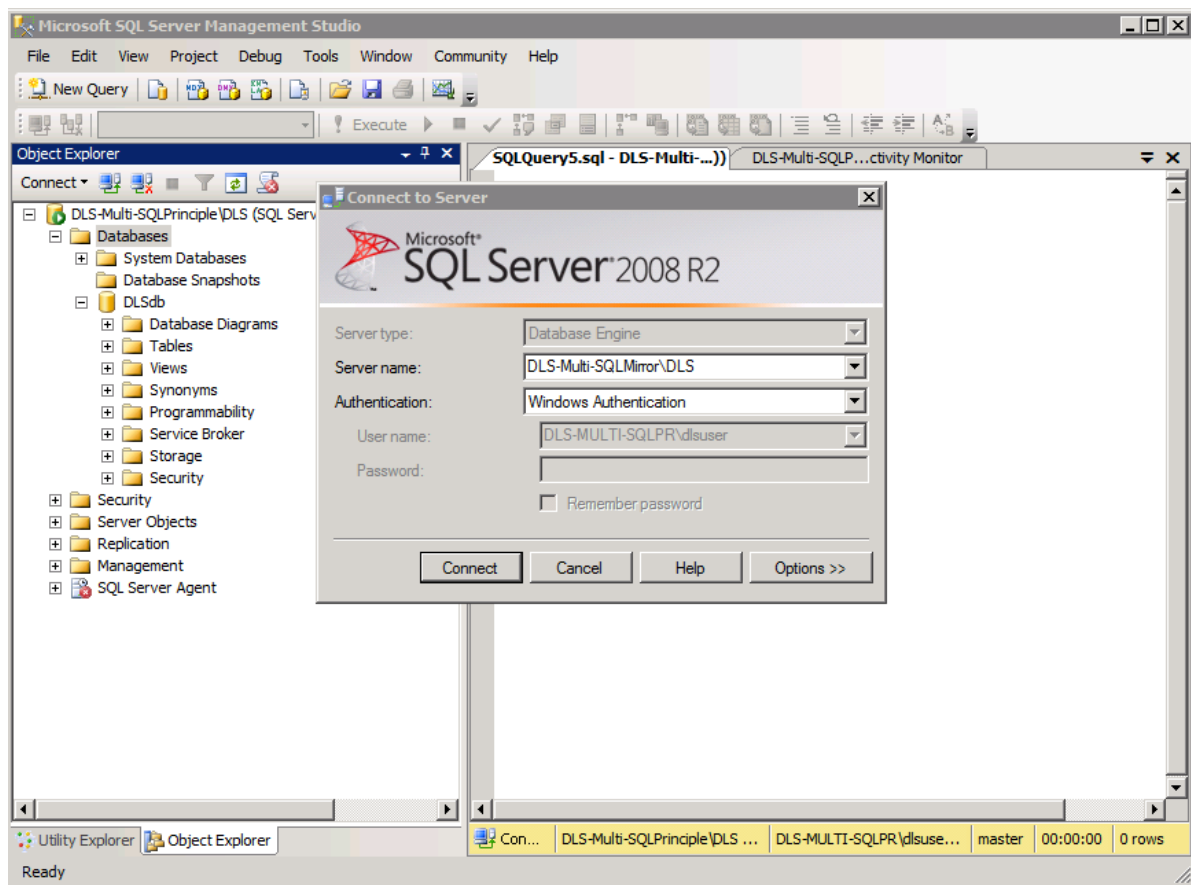 Microsoft SQL Server Management Studio
File Edit View Project Debug Tools Window Community Help
New Query
Execute
Object Explorer
SQLQuery5.sql - DLS-Multi-...)) DLS-Multi-SQLP...ctivity Monitor
Connect
DLS-Multi-SQLPrinciple\DLS (SQL Serv
Databases
System Databases
Database Snapshots
DLSdb
Database Diagrams
Tables
Views
Synonyms
Programmability
Service Broker
Storage
Security
Security
Server Objects
Replication
Management
SQL Server Agent
Connect to Server
Microsoft®
SQL Server® 2008 R2
Server type: Database Engine
Server name: DLS-Multi-SQLMirror\DLS
Authentication: Windows Authentication
User name: DLS-MULTI-SQLPR\dlsuser
Password:
Remember password
Connect Cancel Help Options >>
Utility Explorer Object Explorer
Con... DLS-Multi-SQLPrinciple\DLS ... DLS-MULTI-SQLPR\dlsuse... master 00:00:00 0 rows
Ready